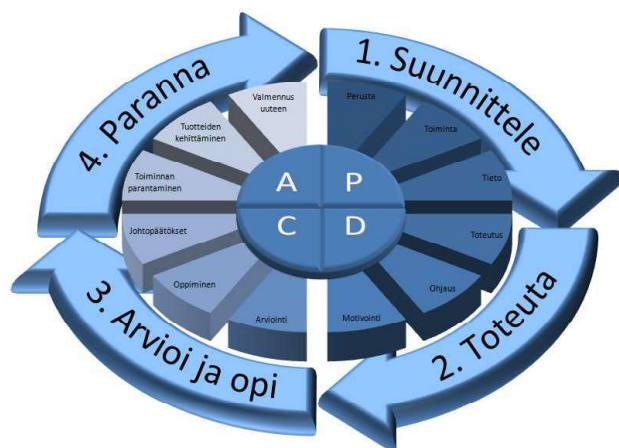 1. Suunnittele
2. Toteuta
3. Arvioi ja opi
4. Paranna
Perusta
Toiminta
Tieto
Toteutus
Ohjaus
Motivointi
Arviointi
Oppiminen
Johtopäätökset
Toiminnan
parantaminen
Tuotteiden
kehittäminen
Valmennus
uuteen
A P
C D